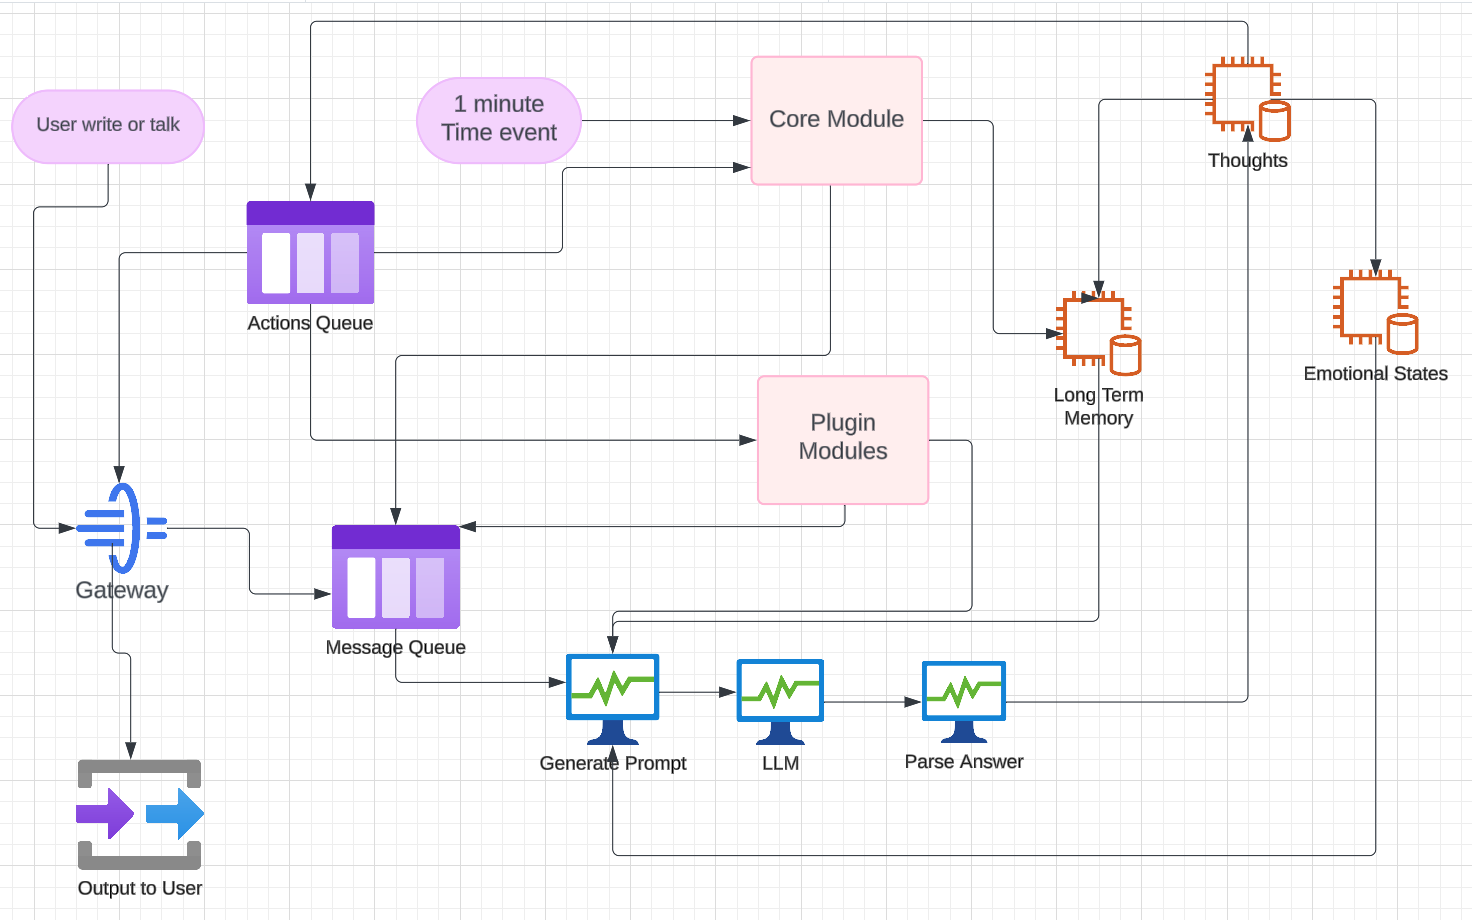 User write or talk
1 minute
Time event
Core Module
Thoughts
Actions Queue
Emotional States
Long Term
Memory
Plugin
Modules
Gateway
Message Queue
Generate Prompt
LLM
Parse Answer
Output to User